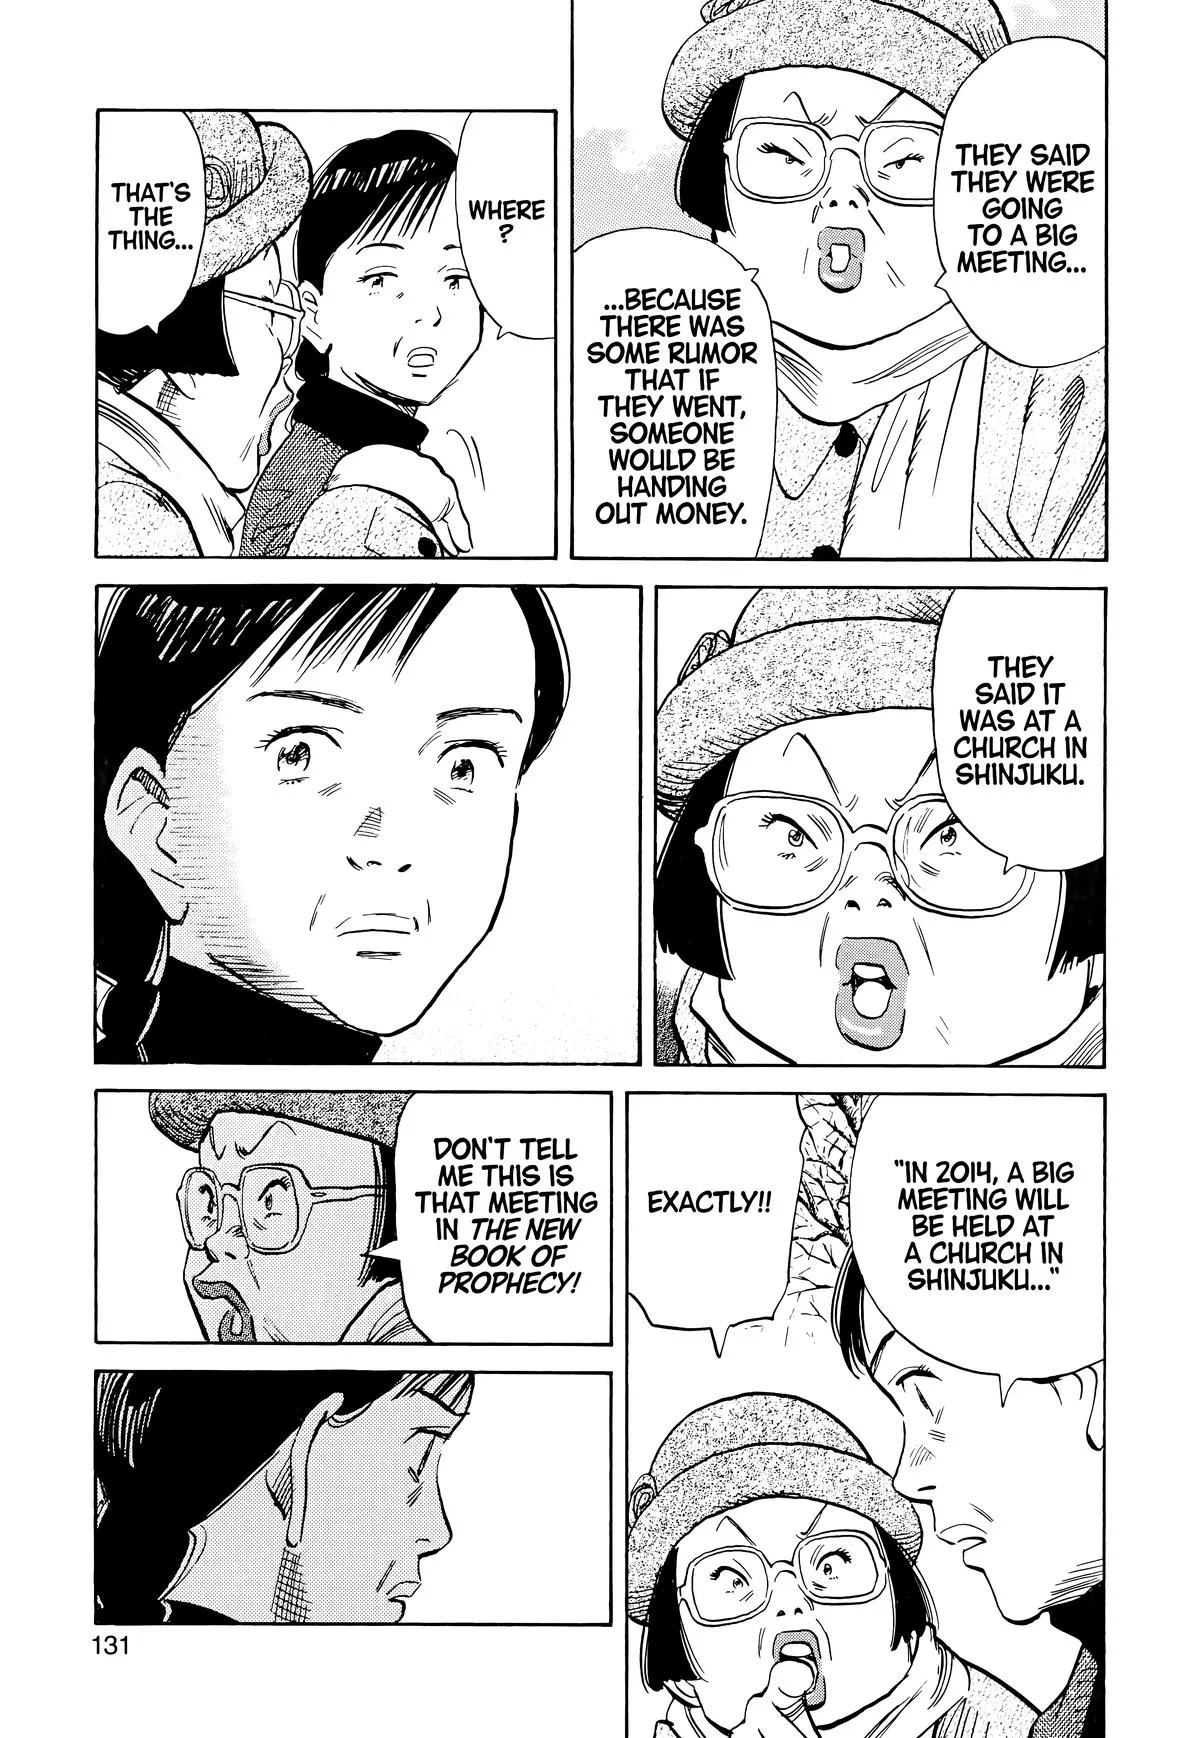 THEY SAID
THEY WERE
GOING
TO A BIG
MEETING...
...BECAUSE
THERE WAS
SOME RUMOR
THAT IF
THEY WENT,
SOMEONE
WOULD BE
HANDING
OUT MONEY.
WHERE
?
THAT'S
THE
THING...
THEY
SAID IT
WAS AT A
CHURCH IN
SHINJUKU.
"IN 2014, A BIG
MEETING WILL
BE HELD AT
A CHURCH IN
SHINJUKU..."
EXACTLY!!
DON'T TELL
ME THIS IS
THAT MEETING
IN THE NEW
BOOK OF
PROPHECY!
131